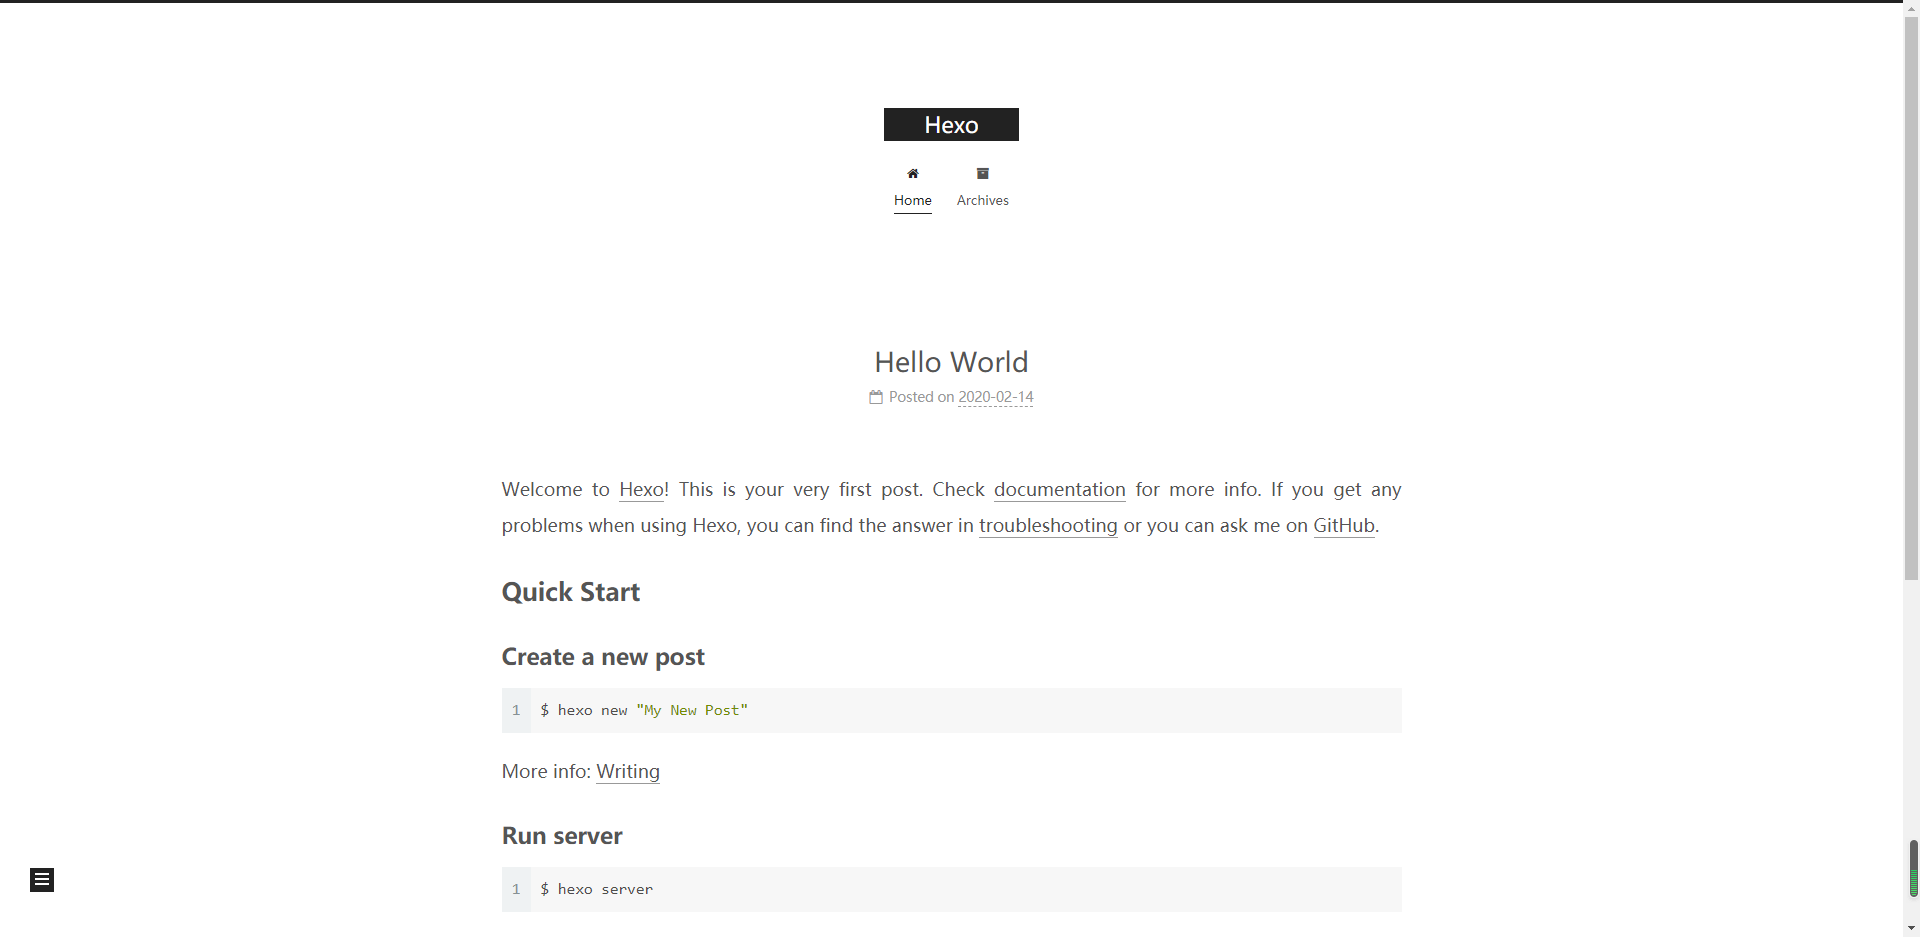 Hexo
Home Archives
Hello World
Posted on 2020-02-14
Welcome to Hexo! This is your very first post. Check documentation for more info. If you get any
problems when using Hexo, you can find the answer in troubleshooting or you can ask me on GitHub.
Quick Start
Create a new post
1 $ hexo new "My New Post"
More info: Writing
Run server
1 $ hexo server